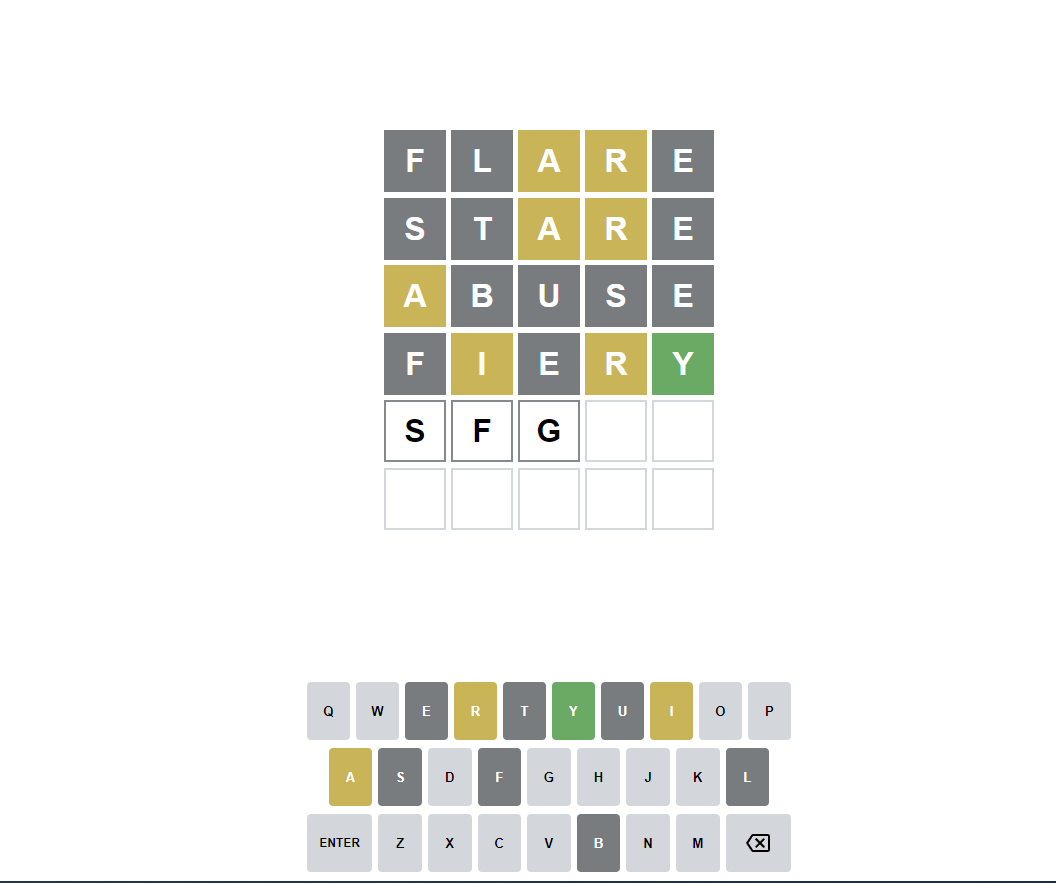 F L A R E
S T A R E
A B U S E
F I E R Y
S F G
Q W E R T Y U I O P
A S D F G H J K L
ENTER Z X C V B N M